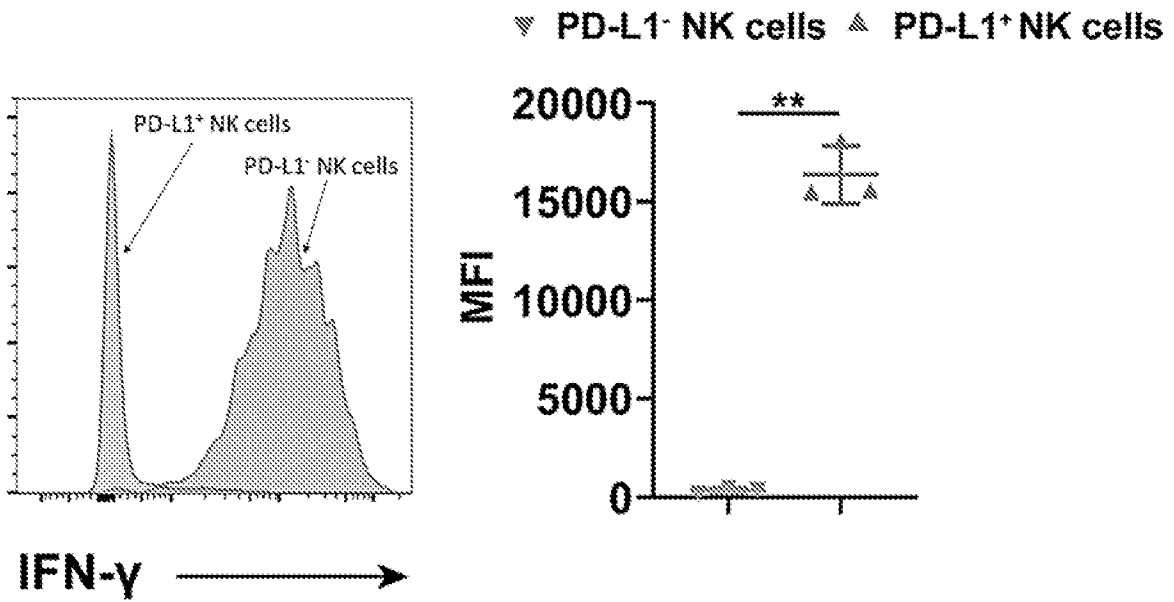 PD-L1⁻ NK cells PD-L1⁺ NK cells
PD-L1⁺ NK cells
PD-L1⁻ NK cells
IFN-γ
MFI
20000
15000
10000
5000
0
**